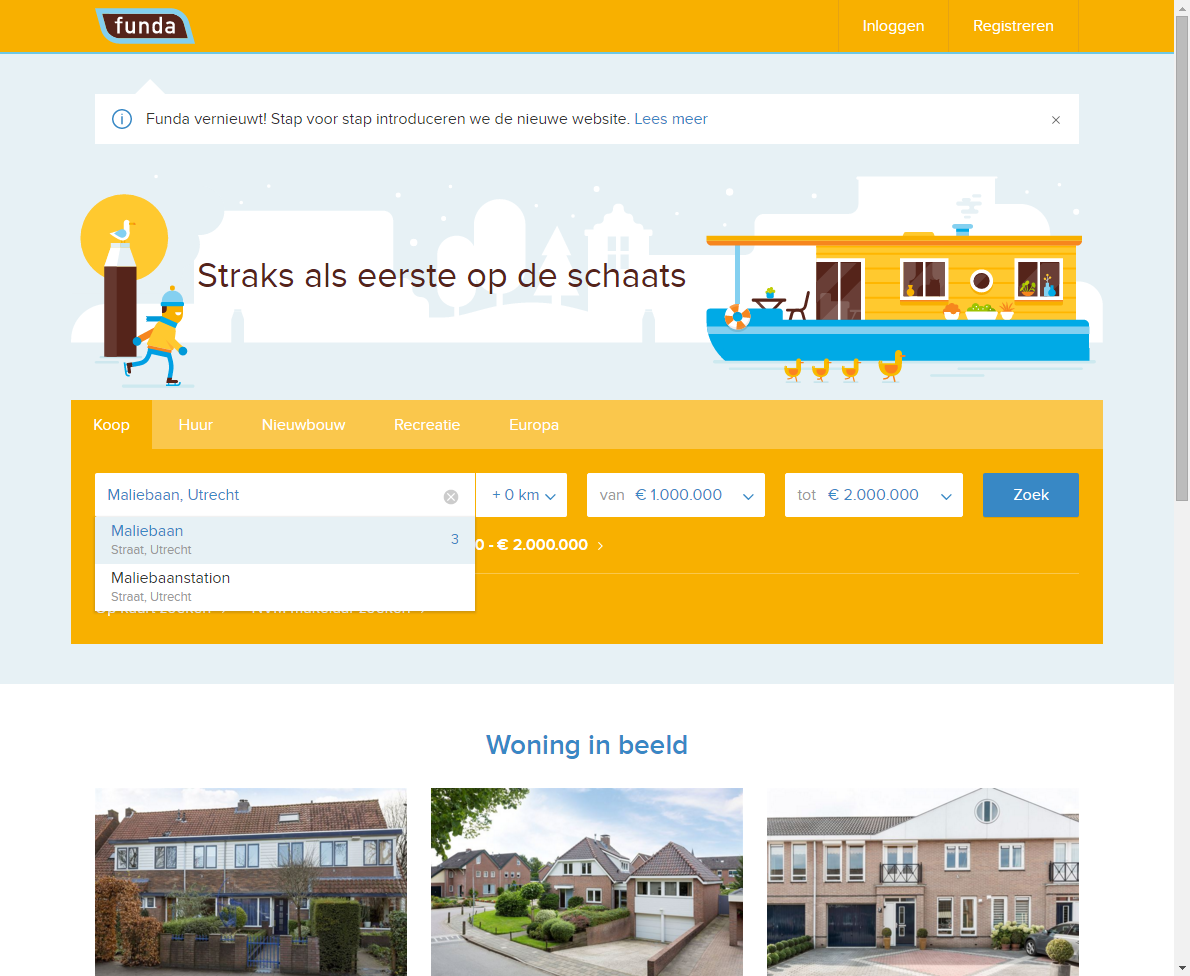 funda
Inloggen
Registreren
Funda vernieuwt! Stap voor stap introduceren we de nieuwe website. Lees meer
Straks als eerste op de schaats
Koop
Huur
Nieuwbouw
Recreatie
Europa
Maliebaan, Utrecht
+ 0 km
van € 1.000.000
tot € 2.000.000
Zoek
Maliebaan
3
Straat, Utrecht
0 - € 2.000.000
Maliebaanstation
Straat, Utrecht
Woning in beeld